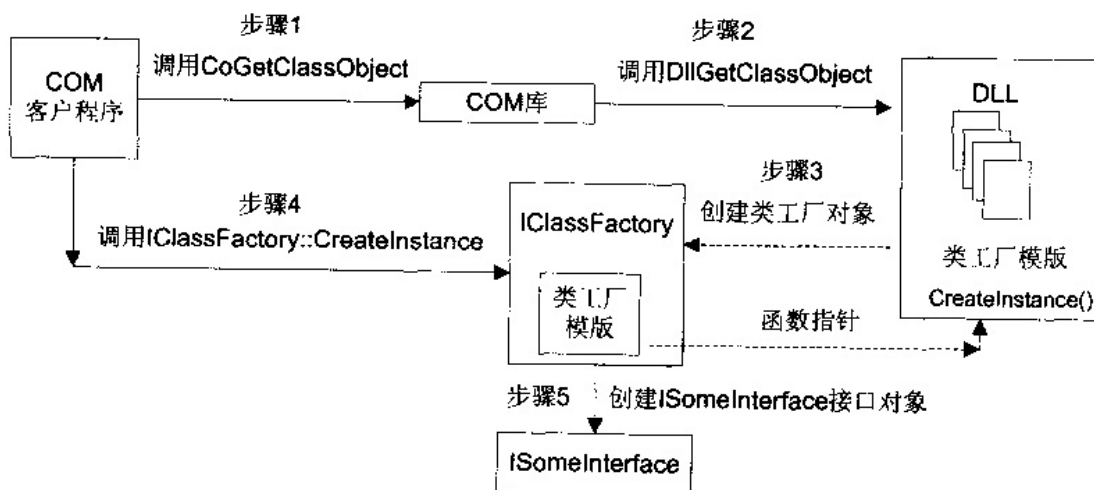 步骤1
调用CoGetClassObject
步骤2
调用DllGetClassObject
COM
客户程序
COM库
DLL
步骤3
创建类工厂对象
步骤4
调用IClassFactory::CreateInstance
IClassFactory
类工厂
模版
类工厂模版
CreateInstance()
函数指针
步骤5
创建ISomeInterface接口对象
ISomeInterface